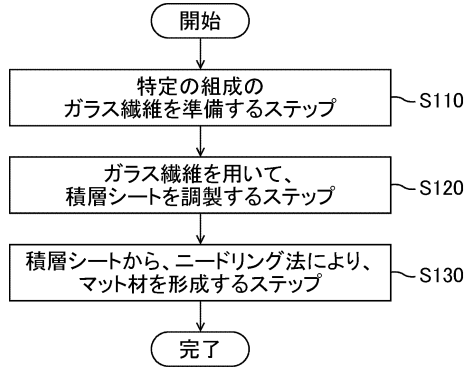 開始
特定の組成の
ガラス繊維を準備するステップ
S110
ガラス繊維を用いて、
積層シートを調製するステップ
S120
積層シートから、ニードリング法により、
マット材を形成するステップ
S130
完了